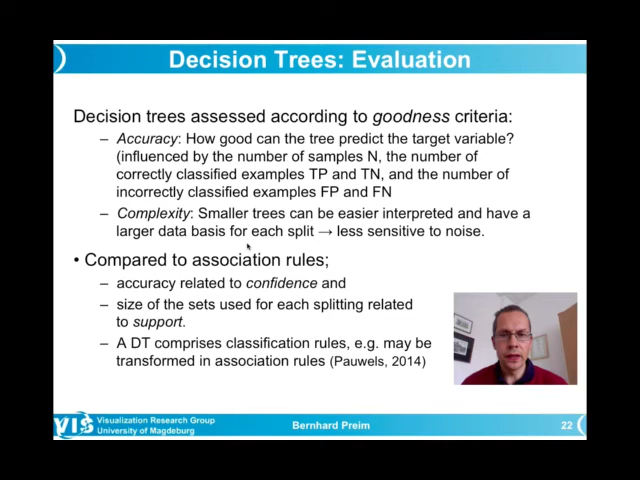 Decision Trees: Evaluation
Decision trees assessed according to goodness criteria:
– Accuracy: How good can the tree predict the target variable?
(influenced by the number of samples N, the number of
correctly classified examples TP and TN, and the number of
incorrectly classified examples FP and FN
– Complexity: Smaller trees can be easier interpreted and have a
larger data basis for each split → less sensitive to noise.
• Compared to association rules;
– accuracy related to confidence and
– size of the sets used for each splitting related
to support.
– A DT comprises classification rules, e.g. may be
transformed in association rules (Pauwels, 2014)
VIS
Visualization Research Group
University of Magdeburg
Bernhard Preim
22